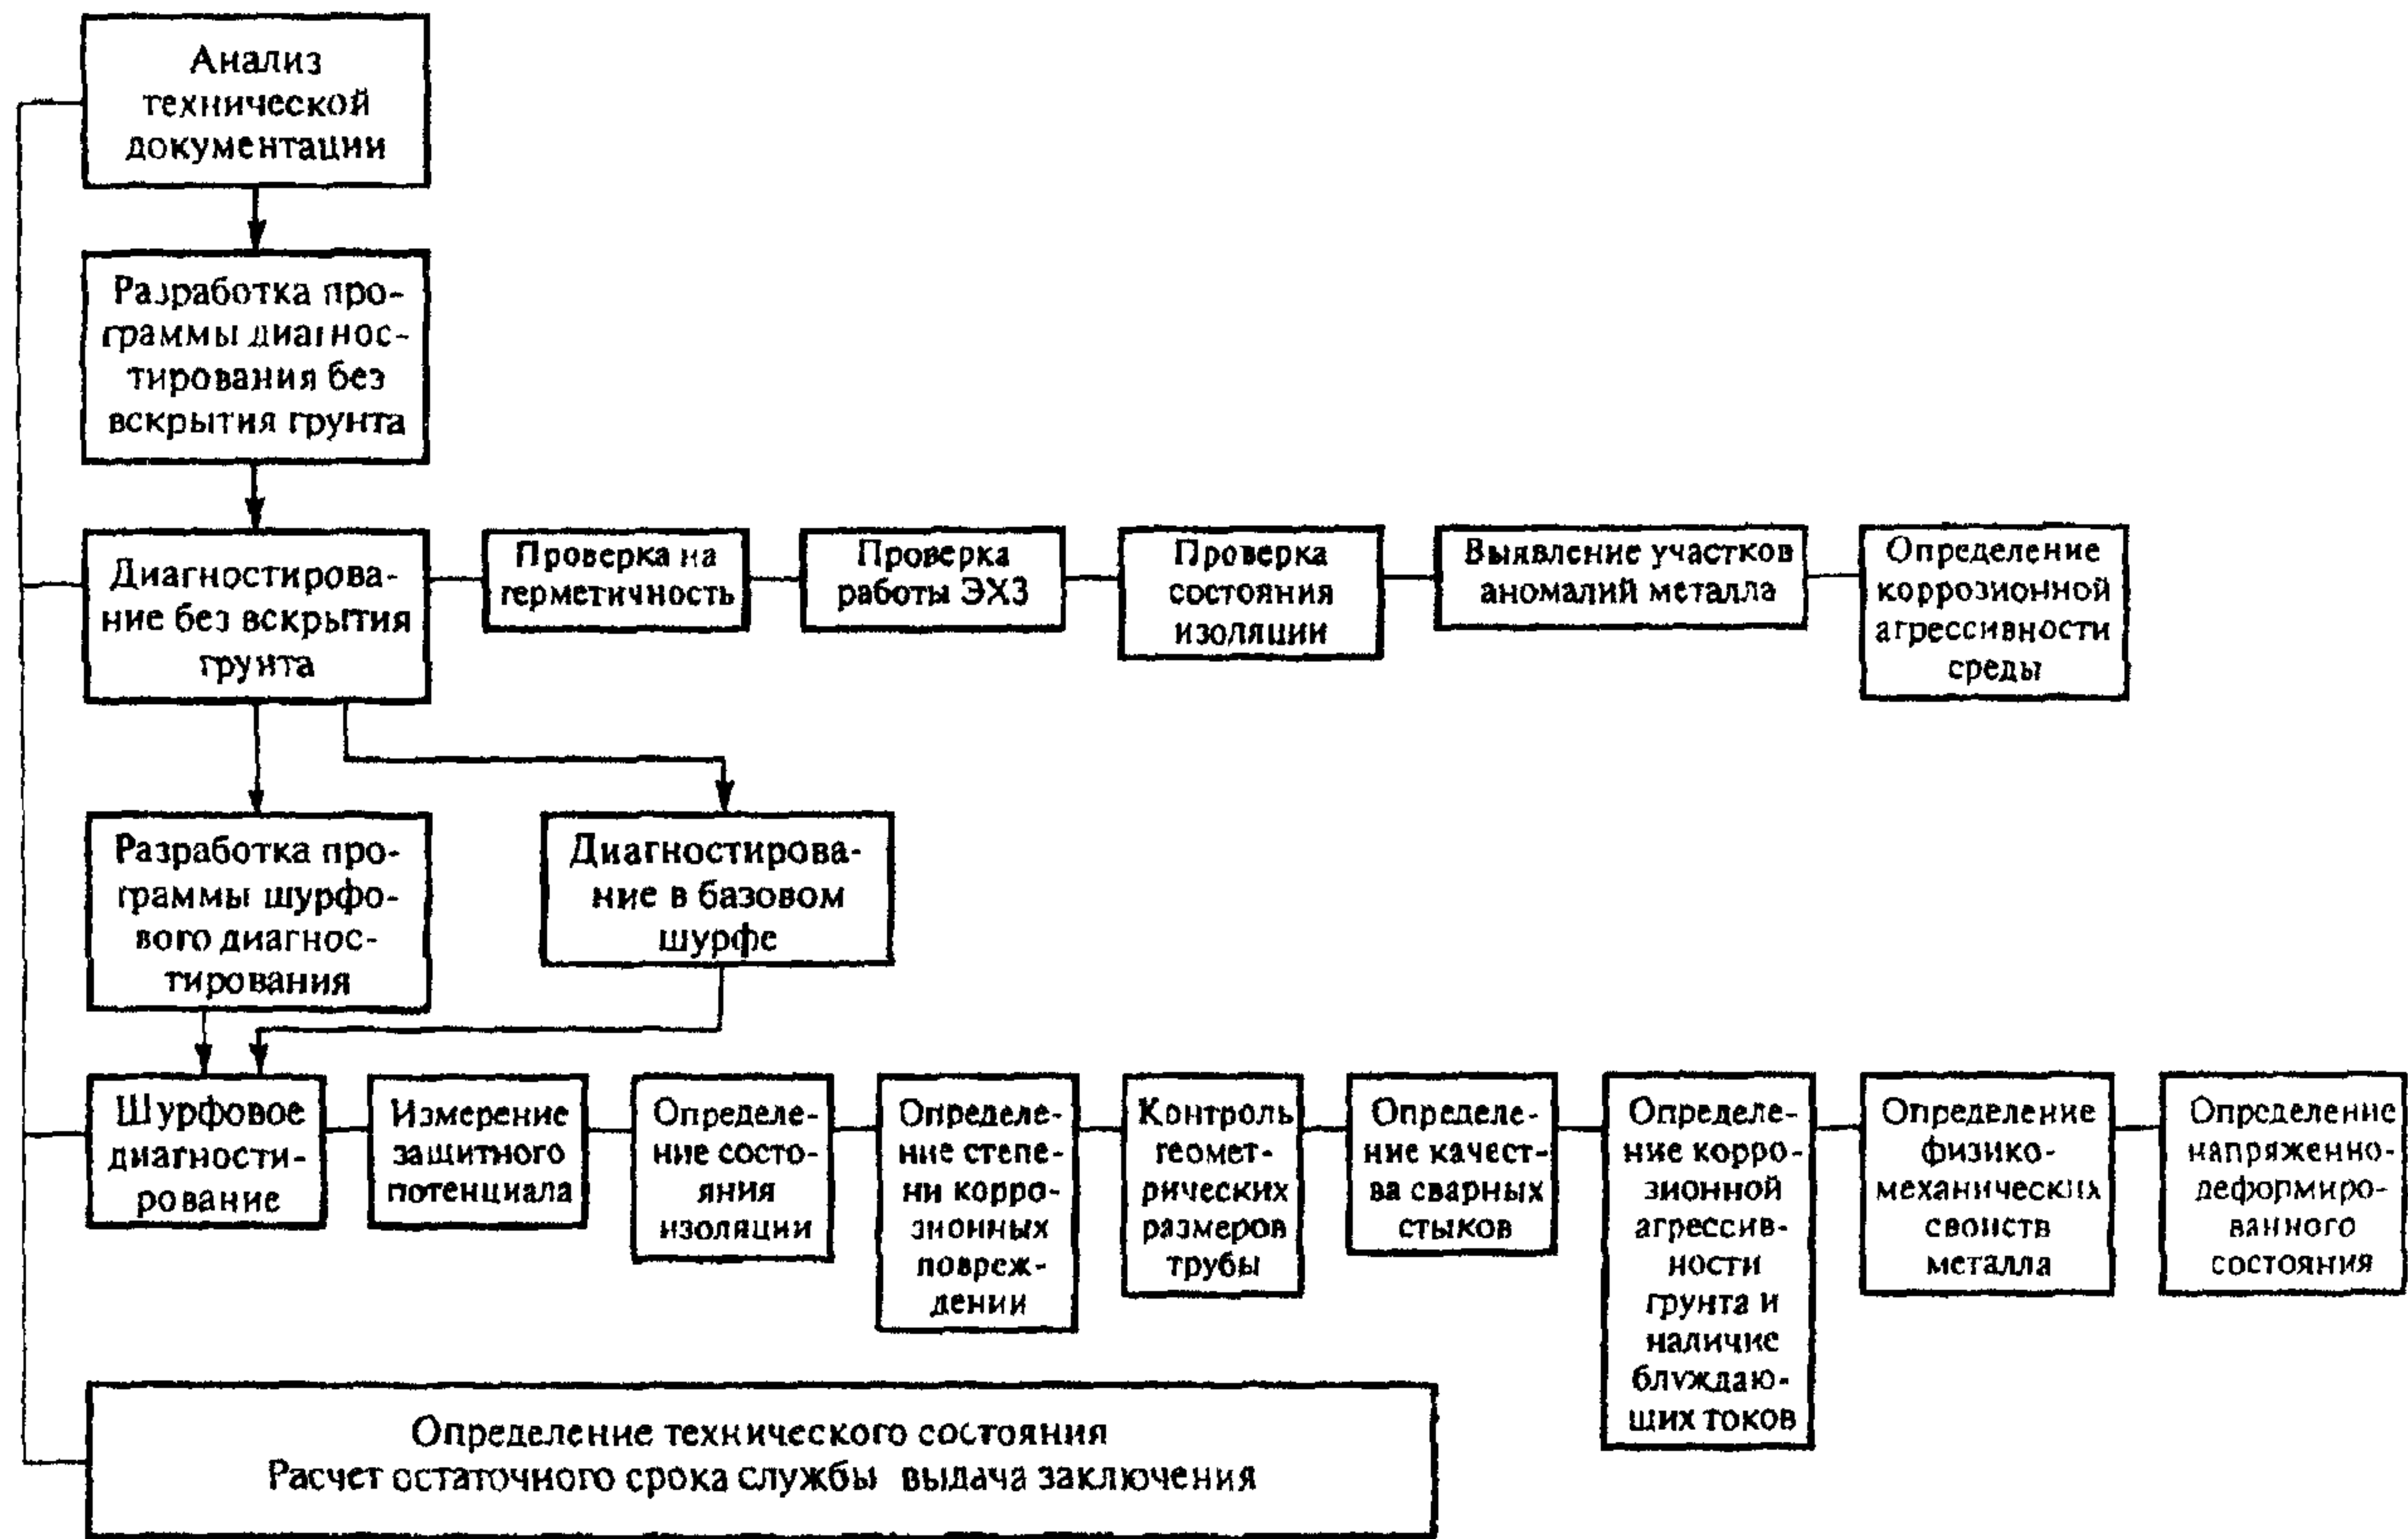 Анализ
технической
документации
Разработка про-
граммы диагнос-
тирования без
вскрытия грунта
Диагностирова-
ние без вскрытия
грунта
Проверка на
герметичность
Проверка
работы ЭХЗ
Проверка
состояния
изоляции
Выявление участков
аномалий металла
Определение
коррозионной
агрессивности
среды
Разработка про-
граммы шурфо-
вого диагнос-
тирования
Диагностирова-
ние в базовом
шурфе
Шурфовое
диагности-
рование
Измерение
защитного
потенциала
Определе-
ние состо-
яния
изоляции
Определе-
ние степе-
ни корро-
зионных
повреж-
дении
Контроль
геомет-
рических
размеров
трубы
Определе-
ние качест-
ва сварных
стыков
Определе-
ние корро-
зионной
агрессив-
ности
грунта и
наличие
блуждаю-
щих токов
Определение
физико-
механических
свойств
металла
Определение
напряженно-
деформиро-
ванного
состояния
Определение технического состояния
Расчет остаточного срока службы выдача заключения